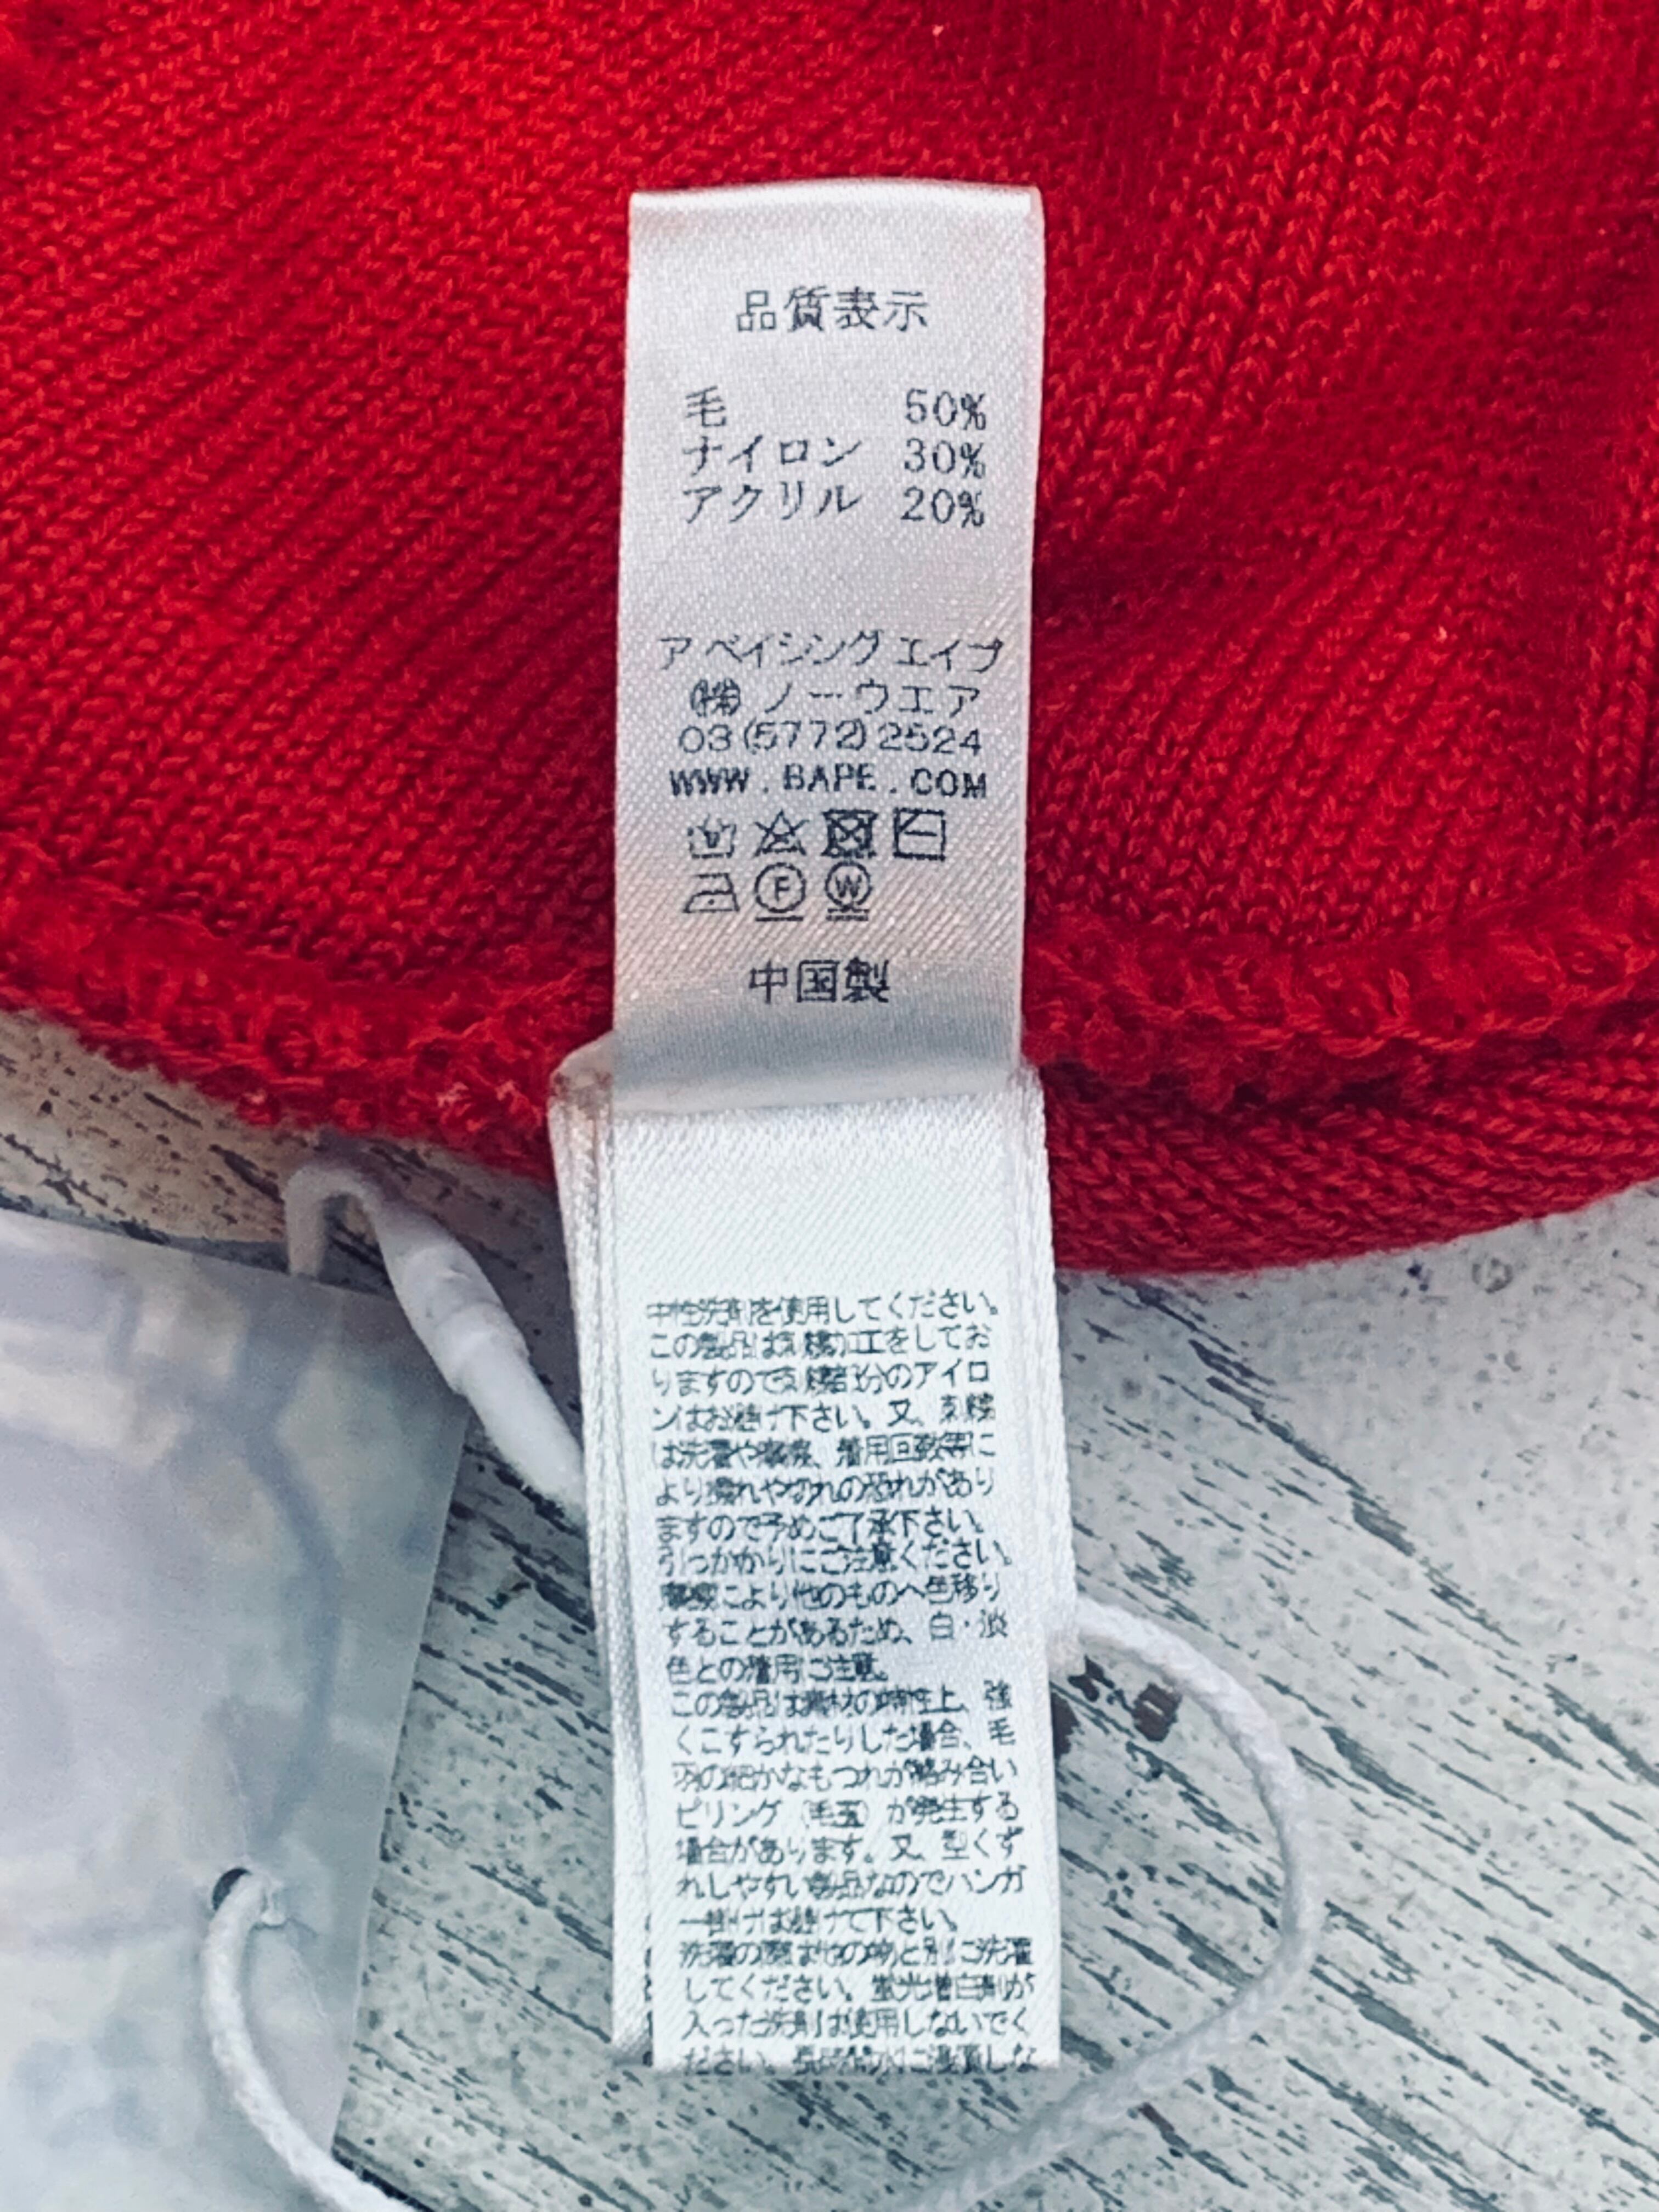 品質表示
毛 50%
ナイロン 30%
アクリル 20%
アベイシングエイプ
㈱ノーウエア
03(5772)2524
WWW.BAPE.COM
F W
中国製
中性洗剤を使用してください。
この製品は刺繍加工をしてお
りますので刺繍部分のアイロ
ンはお避け下さい。又、刺繍
は洗濯や摩擦、着用回数等に
より擦れや切れの恐れがあり
ますので予めご了承下さい。
引っかかりにご注意ください。
摩擦により他のものへ色移り
することがあるため、白・淡
色との着用ご注意。
この製品は素材の特性上、強
くこすられたりした場合、毛
羽の細かなもつれが絡み合い
ピリング(毛玉)が発生する
場合があります。又、型くず
れしやすい製品なのでハンガ
ー掛けはお避けて下さい。
洗濯の際は他の物と別に洗濯
してください。蛍光増白剤が
入った洗剤は使用しないでく
ださい。長時間水に浸漬しな